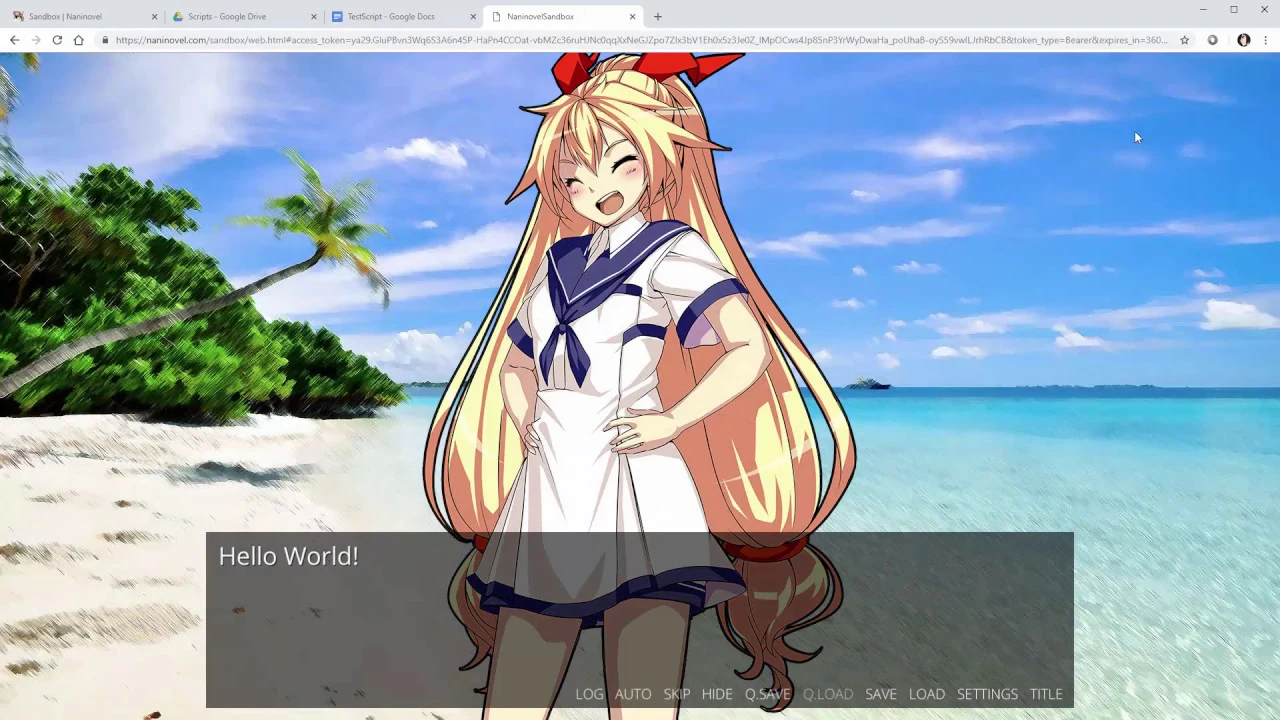 Sandbox | Naninovel
Scripts - Google Drive
TestScript - Google Docs
NaninovelSandbox
Hello World!
LOG AUTO SKIP HIDE Q.SAVE Q.LOAD SAVE LOAD SETTINGS TITLE